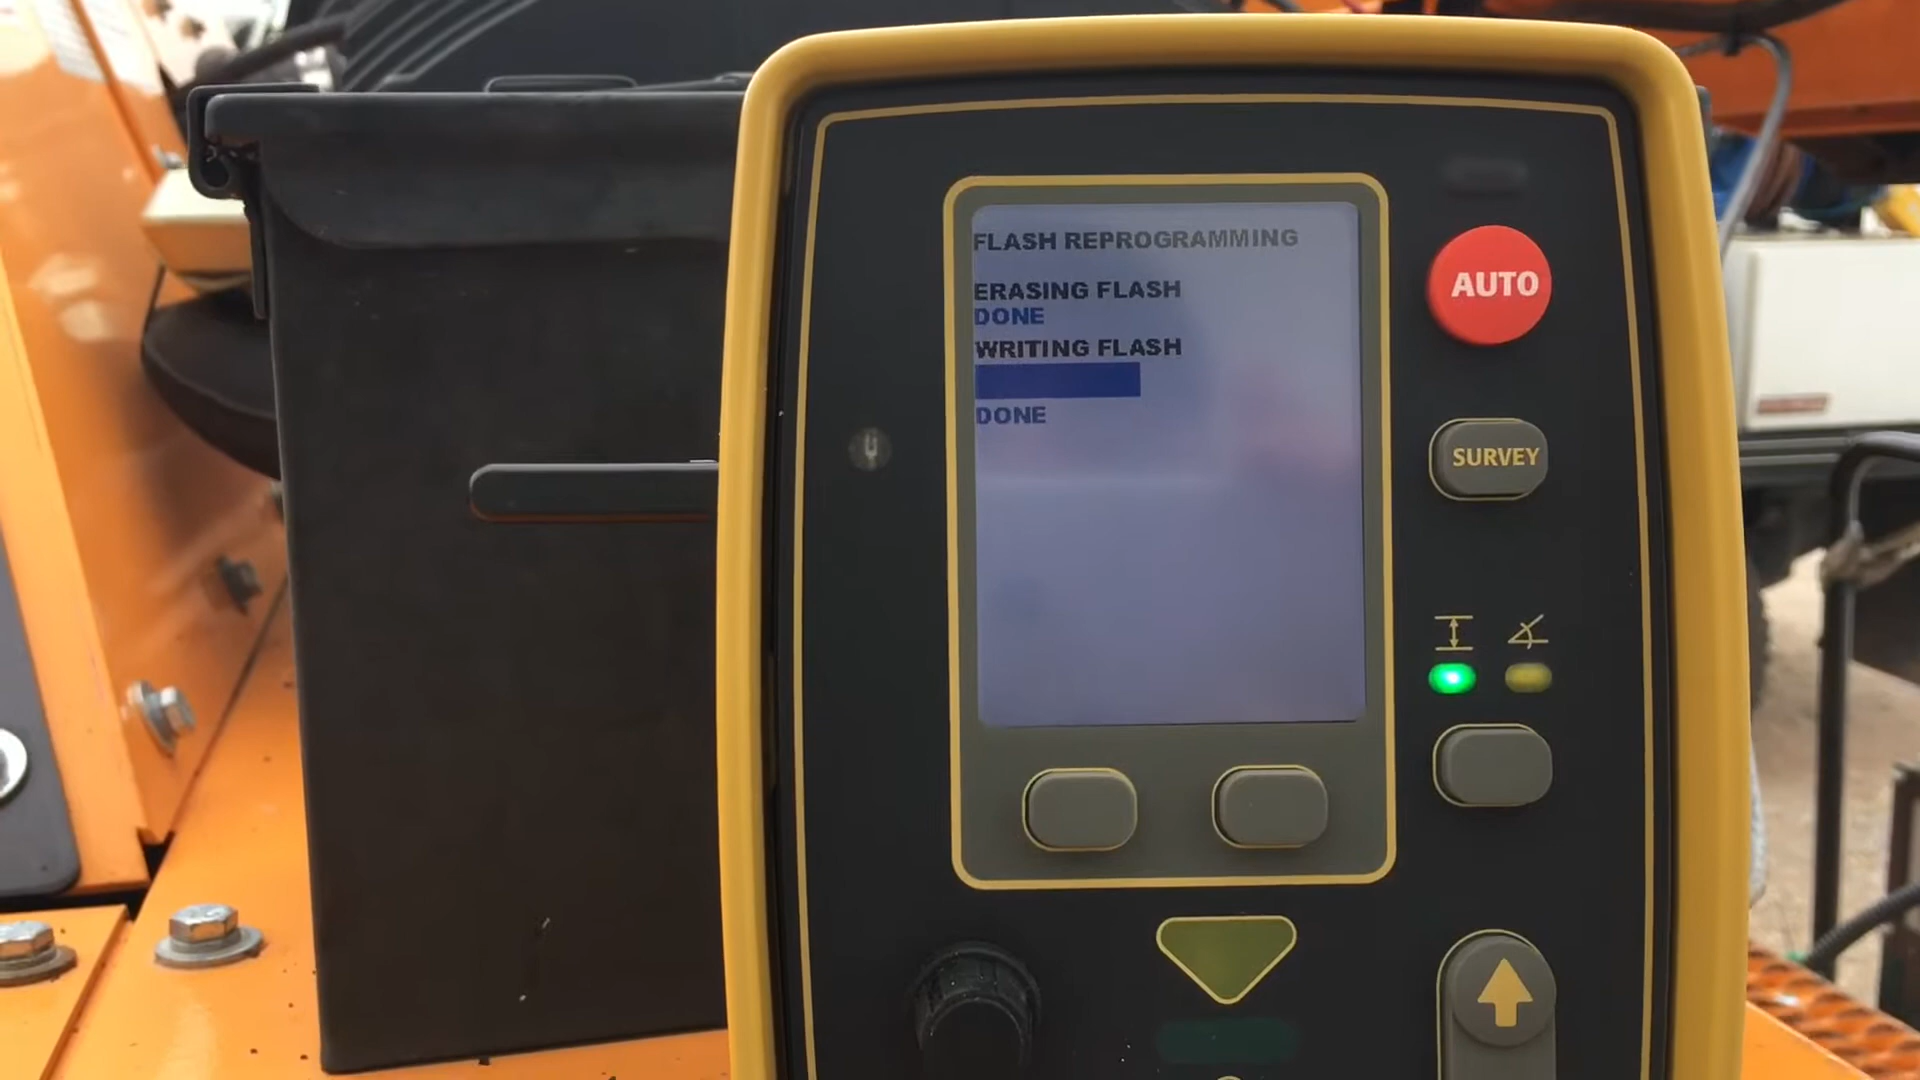 FLASH REPROGRAMMING
ERASING FLASH
DONE
WRITING FLASH
DONE
AUTO
SURVEY